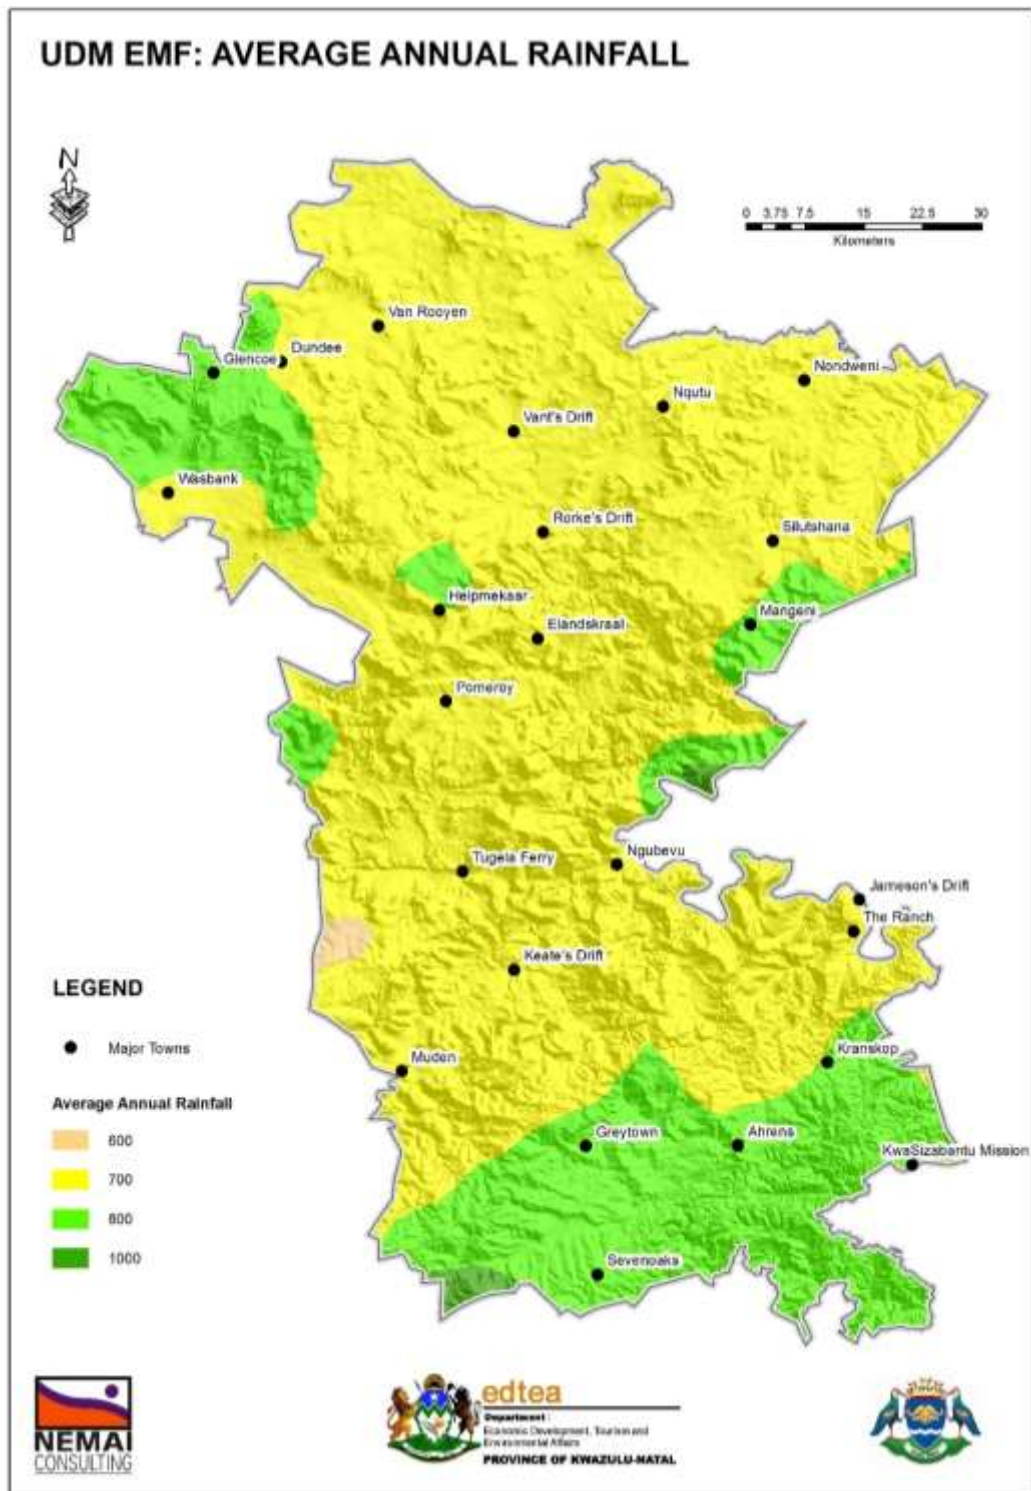 UDM EMF: AVERAGE ANNUAL RAINFALL
N
0 3.75 7.5 15 22.5 30
Kilometers
Van Rooyen
Dundee
Glencoe
Nondweni
Nqutu
Vant's Drift
Wasbank
Rorke's Drift
Silutshana
Helpmekaar
Mangeni
Elandskraal
Pomeroy
Ngubevu
Tugela Ferry
Jameson's Drift
The Ranch
Keate's Drift
LEGEND
Major Towns
Muden
Kranskop
Average Annual Rainfall
600
700
800
1000
Greytown
Ahrens
KwaSizabantu Mission
Sevenoaks
NEMAI
CONSULTING
edtea
Department:
Economic Development, Tourism and
Environmental Affairs
PROVINCE OF KWAZULU-NATAL